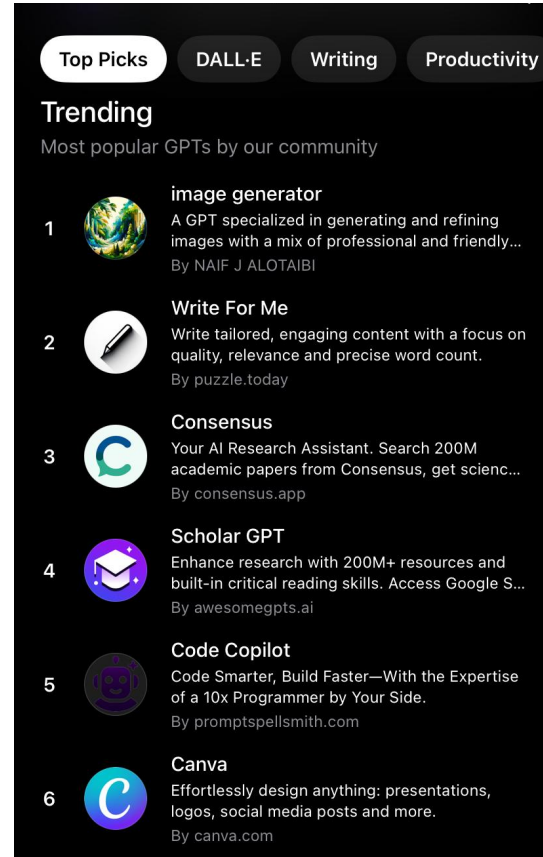 Top Picks DALL·E Writing Productivity
Trending
Most popular GPTs by our community
1
image generator
A GPT specialized in generating and refining
images with a mix of professional and friendly...
By NAIF J ALOTAIBI
2
Write For Me
Write tailored, engaging content with a focus on
quality, relevance and precise word count.
By puzzle.today
3
Consensus
Your AI Research Assistant. Search 200M
academic papers from Consensus, get scienc...
By consensus.app
4
Scholar GPT
Enhance research with 200M+ resources and
built-in critical reading skills. Access Google S...
By awesomegpts.ai
5
Code Copilot
Code Smarter, Build Faster—With the Expertise
of a 10x Programmer by Your Side.
By promptspellsmith.com
6
Canva
Effortlessly design anything: presentations,
logos, social media posts and more.
By canva.com